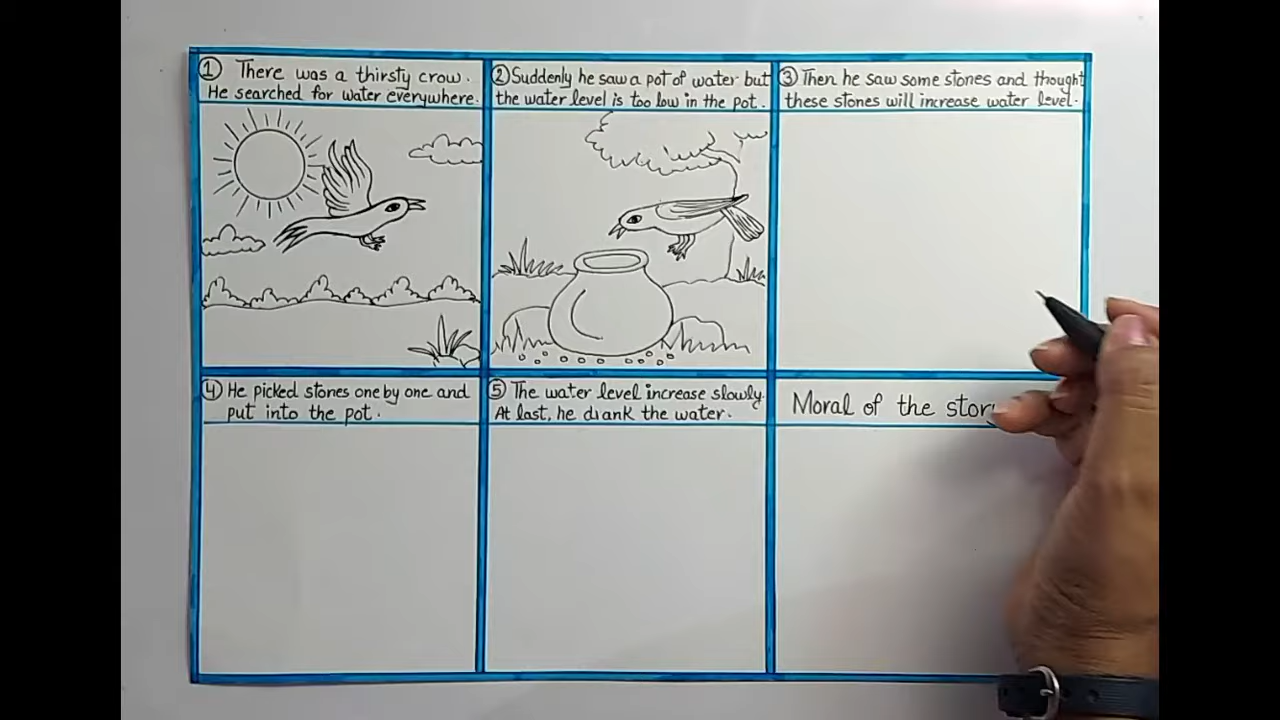 ① There was a thirsty crow.
He searched for water everywhere.
② Suddenly he saw a pot of water but
the water level is too low in the pot.
③ Then he saw some stones and thought
these stones will increase water level.
④ He picked stones one by one and
put into the pot.
⑤ The water level increase slowly.
At last, he drank the water.
Moral of the story